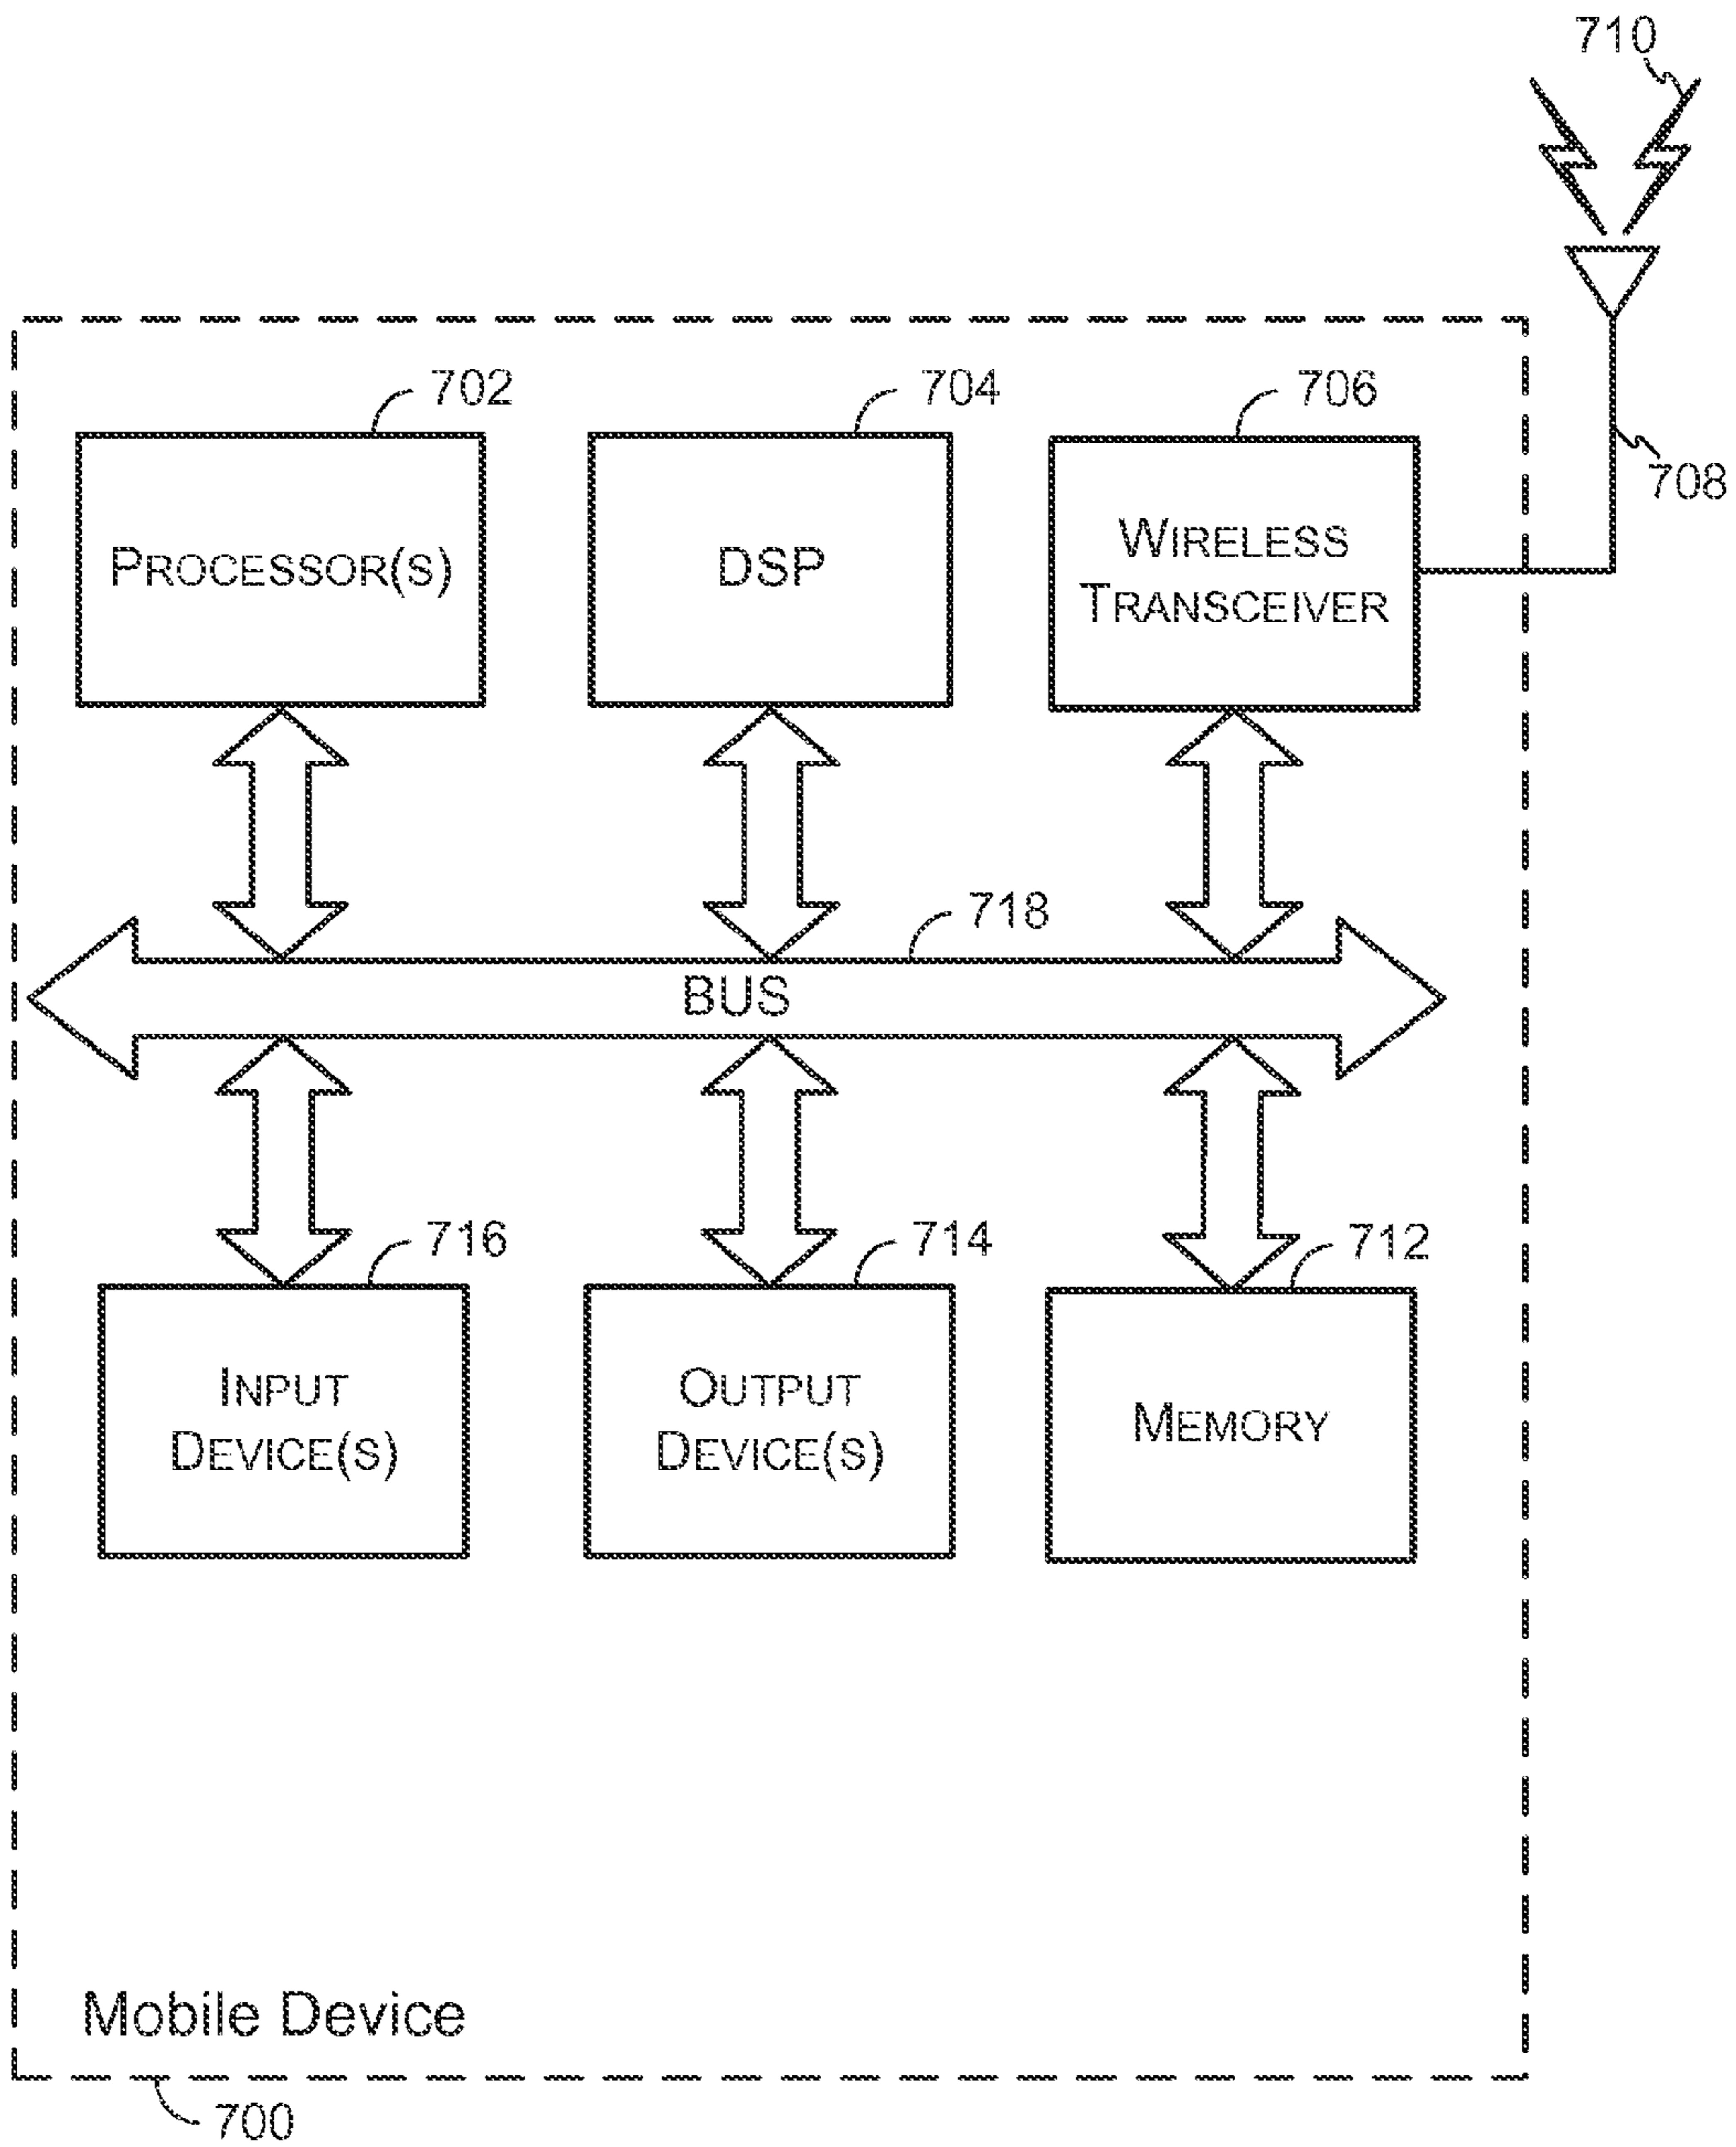 710
702
704
706
708
PROCESSOR(S)
DSP
WIRELESS
TRANSCEIVER
718
BUS
716
714
712
INPUT
DEVICE(S)
OUTPUT
DEVICE(S)
MEMORY
Mobile Device
700